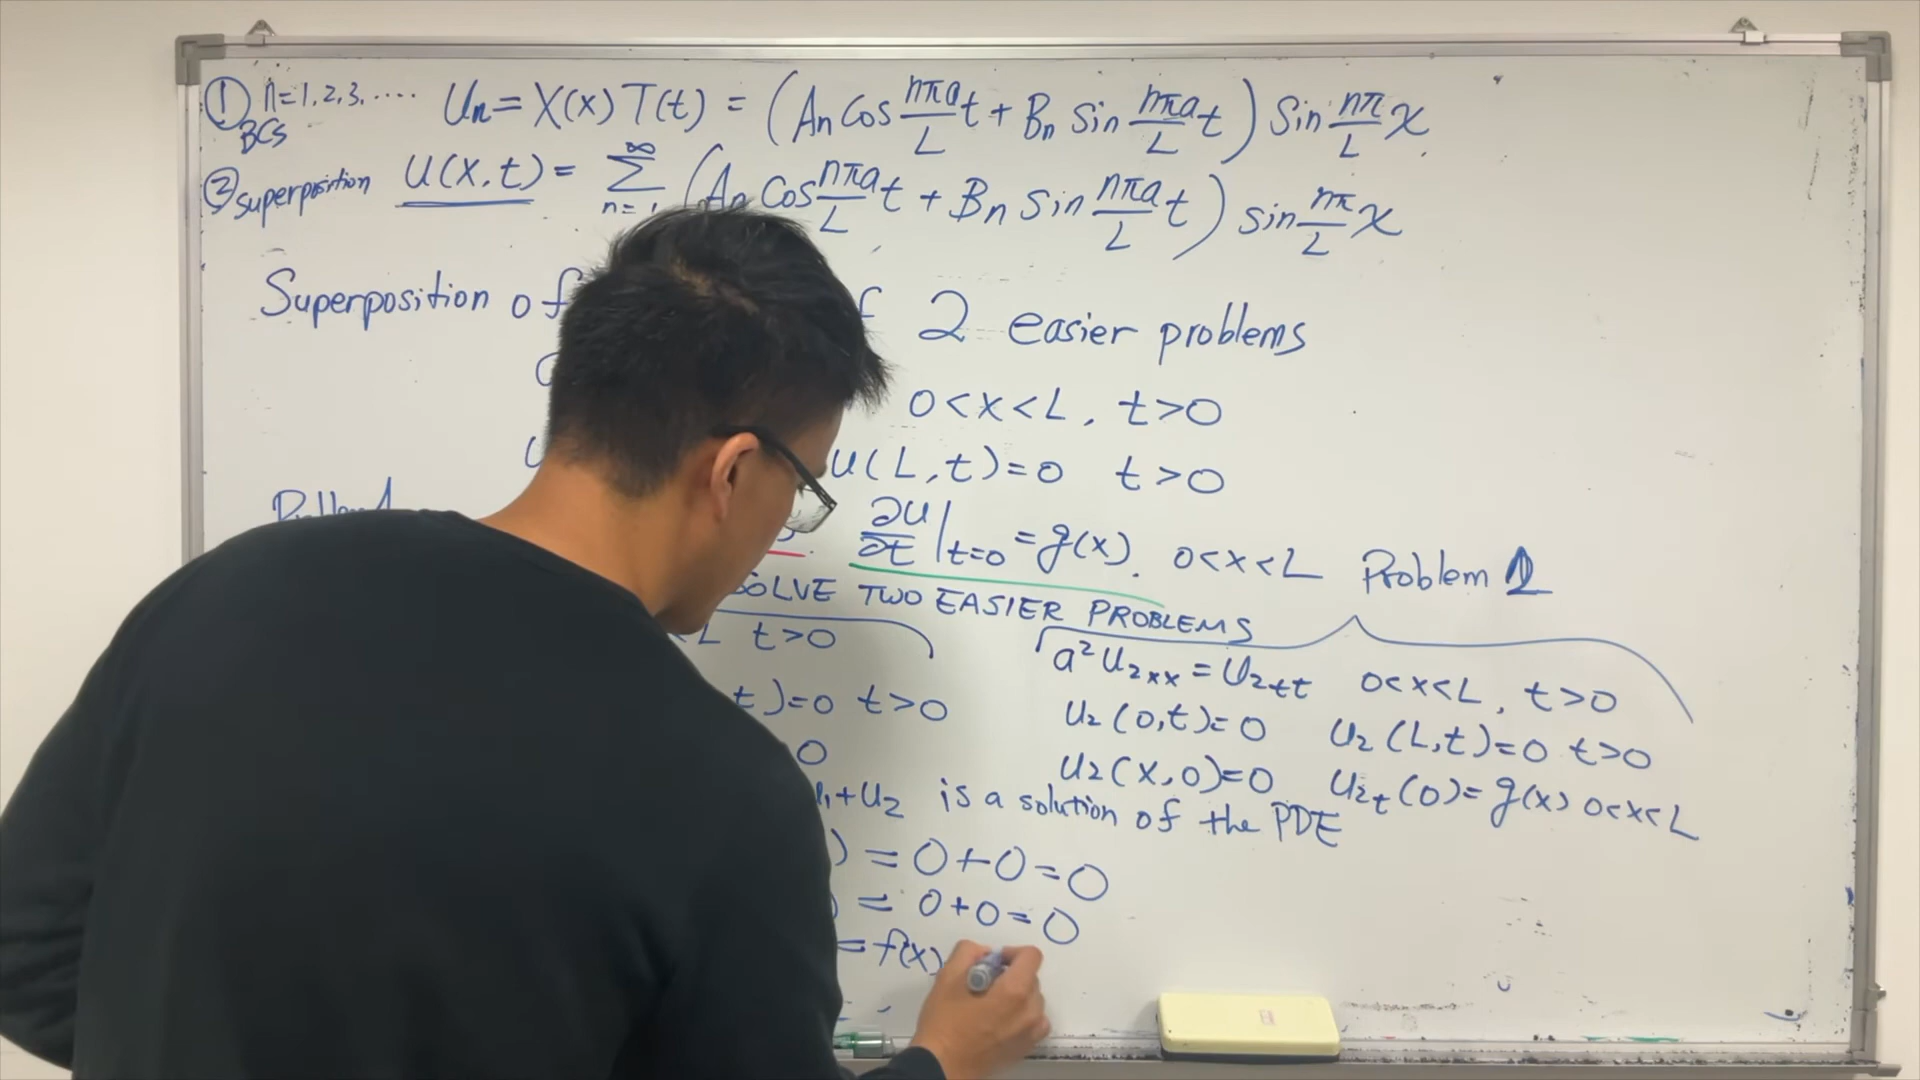 ① n=1,2,3,.... Un = X(x) T(t) = (An Cos nπa/L t + Bn Sin nπa/L t) Sin nπ/L x
BCs
② superposition U(x,t) = ∞ Σ n=1 (An Cos nπa/L t + Bn Sin nπa/L t) Sin nπ/L x
Superposition of 2 easier problems
0<x<L, t>0
U(L,t)=0 t>0
∂U/∂t |t=0 = g(x). 0<x<L Problem 2
SOLVE TWO EASIER PROBLEMS
L t>0 a² U2xx = U2tt 0<x<L, t>0
t)=0 t>0 U2(0,t)=0 U2(L,t)=0 t>0
0 U2(x,0)=0 U2t(0)=g(x) 0<x<L
+U2 is a solution of the PDE
) = 0+0=0
) = 0+0=0
= f(x)